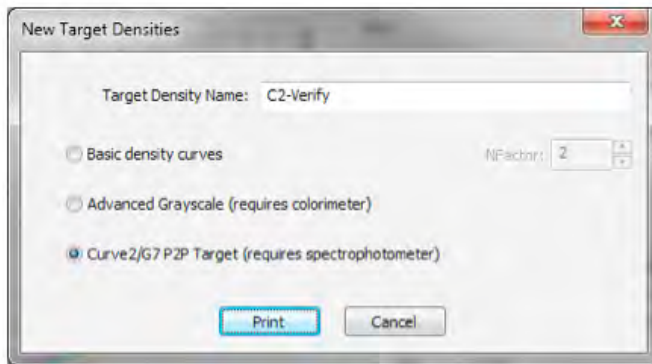 New Target Densities
Target Density Name: C2-Verify
Basic density curves NFactor: 2
Advanced Grayscale (requires colorimeter)
Curve2/G7 P2P Target (requires spectrophotometer)
Print Cancel